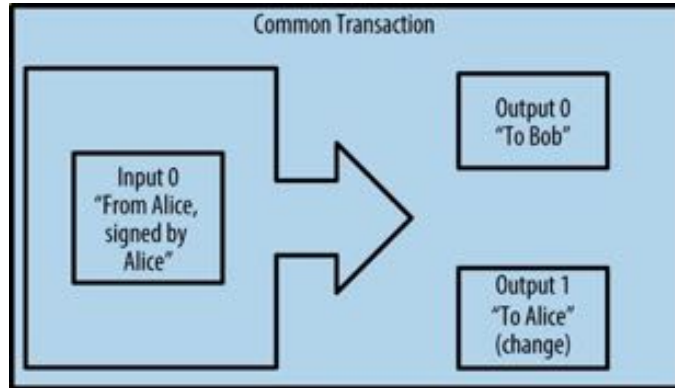 Common Transaction
Input 0
“From Alice,
signed by
Alice”
Output 0
“To Bob”
Output 1
“To Alice”
(change)